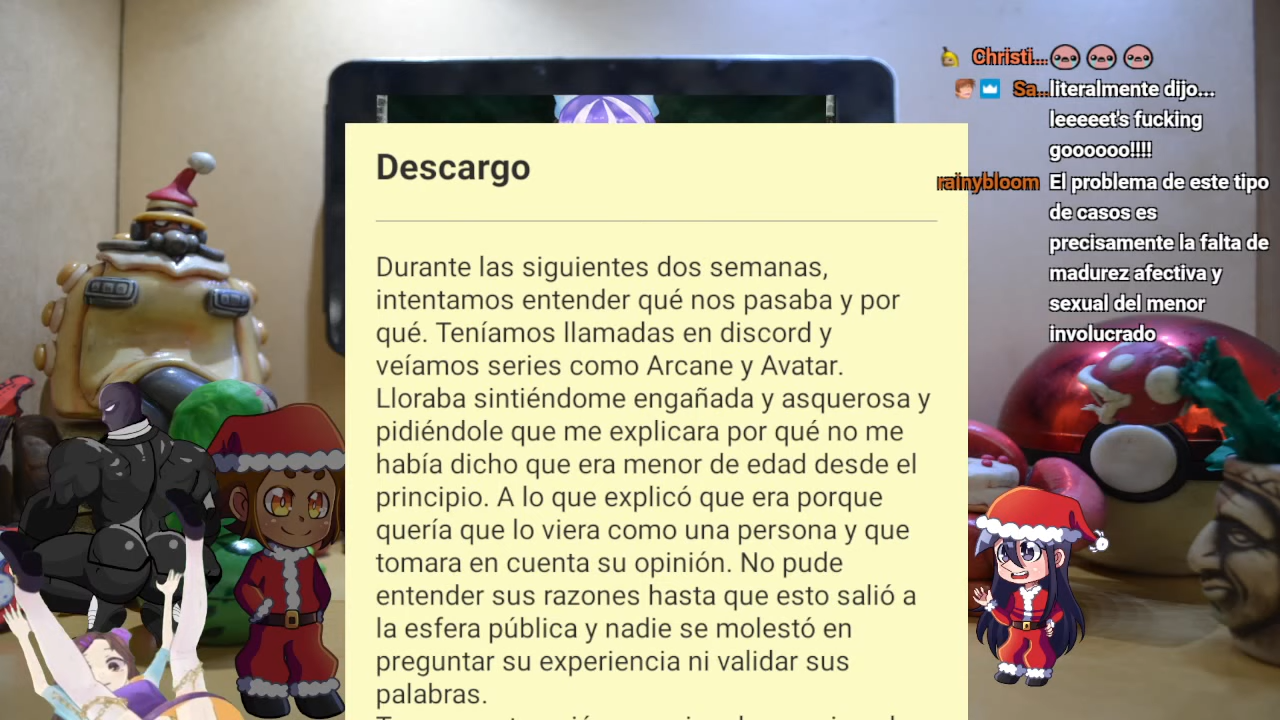 Descargo
Durante las siguientes dos semanas,
intentamos entender qué nos pasaba y por
qué. Teníamos llamadas en discord y
veíamos series como Arcane y Avatar.
Lloraba sintiéndome engañada y asquerosa y
pidiéndole que me explicara por qué no me
había dicho que era menor de edad desde el
principio. A lo que explicó que era porque
quería que lo viera como una persona y que
tomara en cuenta su opinión. No pude
entender sus razones hasta que esto salió a
la esfera pública y nadie se molestó en
preguntar su experiencia ni validar sus
palabras.
Christi...
Sa... literalmente dijo...
leeeeet's fucking
goooooo!!!!
rainybloom El problema de este tipo
de casos es
precisamente la falta de
madurez afectiva y
sexual del menor
involucrado